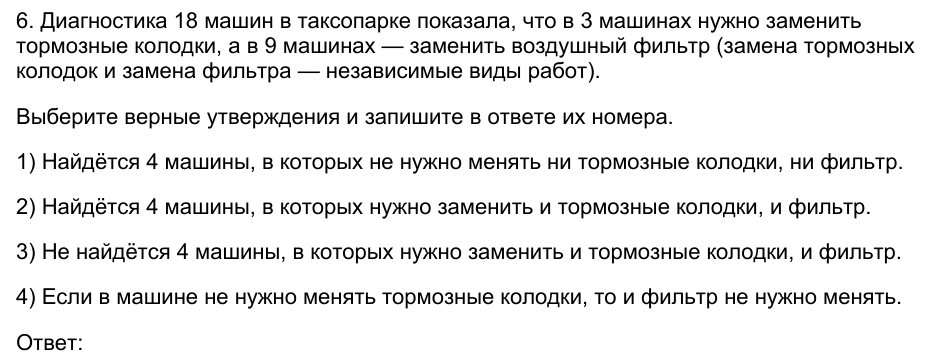 6. Диагностика 18 машин в таксопарке показала, что в 3 машинах нужно заменить
тормозные колодки, а в 9 машинах — заменить воздушный фильтр (замена тормозных
колодок и замена фильтра — независимые виды работ).
Выберите верные утверждения и запишите в ответе их номера.
1) Найдётся 4 машины, в которых не нужно менять ни тормозные колодки, ни фильтр.
2) Найдётся 4 машины, в которых нужно заменить и тормозные колодки, и фильтр.
3) Не найдётся 4 машины, в которых нужно заменить и тормозные колодки, и фильтр.
4) Если в машине не нужно менять тормозные колодки, то и фильтр не нужно менять.
Ответ: